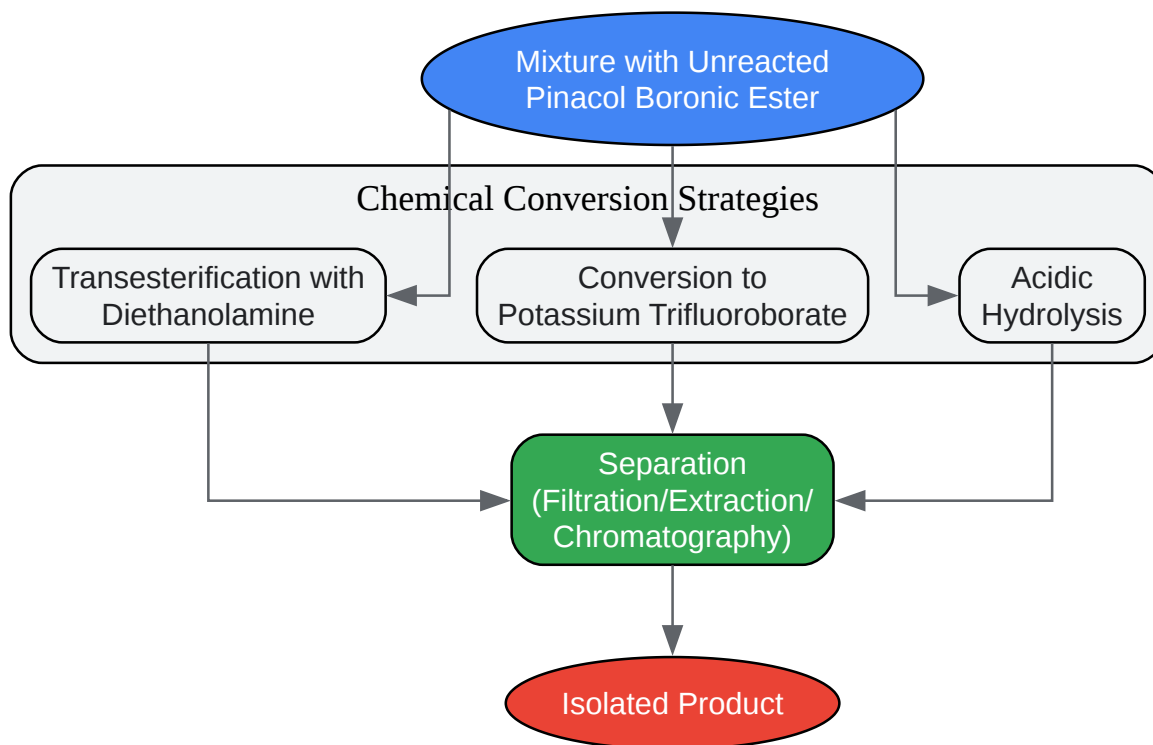 Mixture with Unreacted
Pinacol Boronic Ester
Chemical Conversion Strategies
Transesterification with
Diethanolamine
Conversion to
Potassium Trifluoroborate
Acidic
Hydrolysis
Separation
(Filtration/Extraction/
Chromatography)
Isolated Product